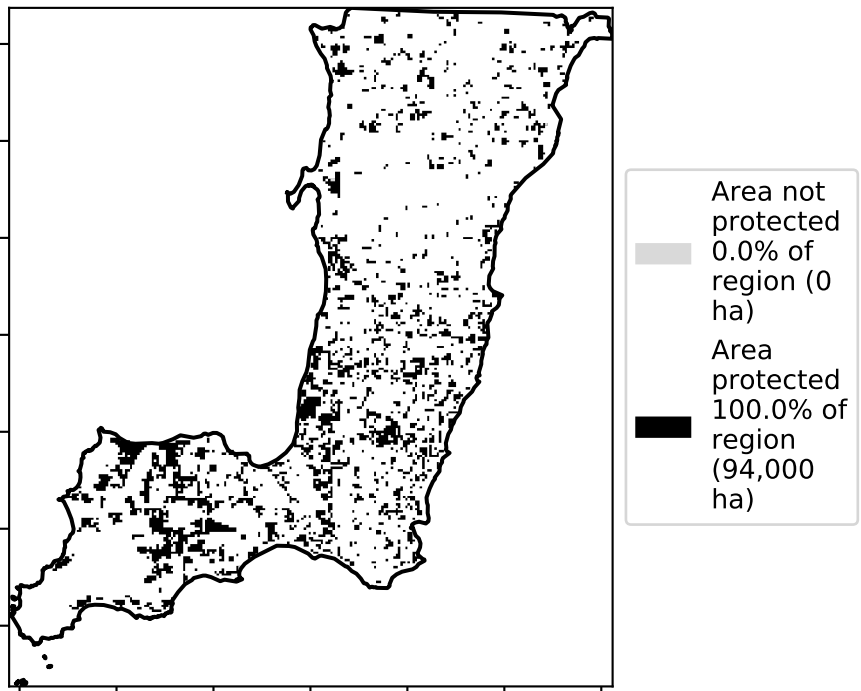 Area not
protected
0.0% of
region (0
ha)
Area
protected
100.0% of
region
(94,000
ha)